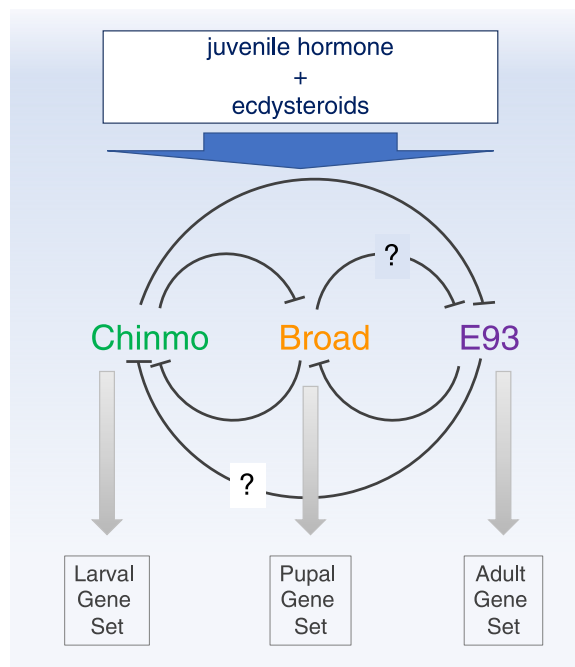 juvenile hormone
+
ecdysteroids
?
Chinmo Broad E93
?
Larval
Gene
Set
Pupal
Gene
Set
Adult
Gene
Set